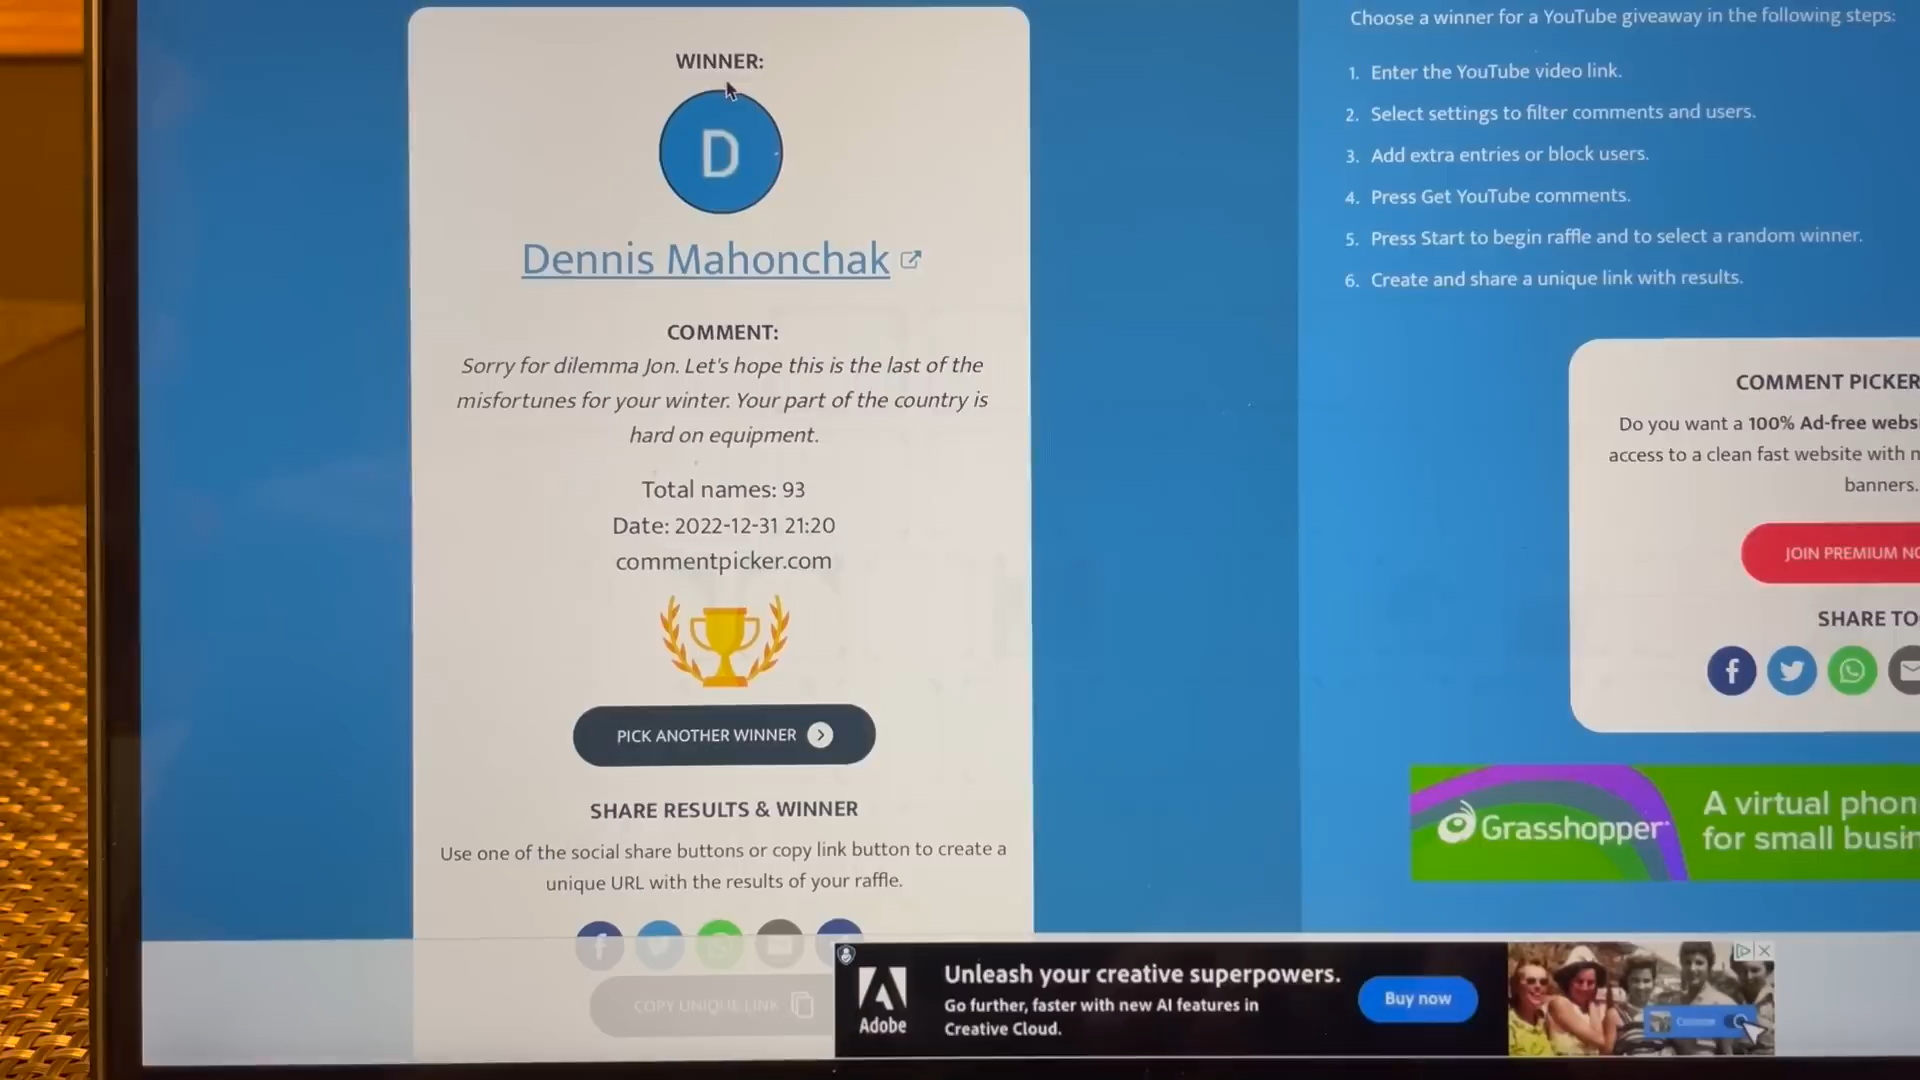 WINNER:
D
Dennis Mahonchak
COMMENT:
Sorry for dilemma Jon. Let's hope this is the last of the
misfortunes for your winter. Your part of the country is
hard on equipment.
Total names: 93
Date: 2022-12-31 21:20
commentpicker.com
PICK ANOTHER WINNER
SHARE RESULTS & WINNER
Use one of the social share buttons or copy link button to create a
unique URL with the results of your raffle.
COPY UNIQUE LINK
Choose a winner for a YouTube giveaway in the following steps:
1. Enter the YouTube video link.
2. Select settings to filter comments and users.
3. Add extra entries or block users.
4. Press Get YouTube comments.
5. Press Start to begin raffle and to select a random winner.
6. Create and share a unique link with results.
COMMENT PICKER
Do you want a 100% Ad-free websi
access to a clean fast website with n
banners.
JOIN PREMIUM NO
SHARE TO
Grasshopper
A virtual phon
for small busin
Adobe
Unleash your creative superpowers.
Go further, faster with new AI features in
Creative Cloud.
Buy now